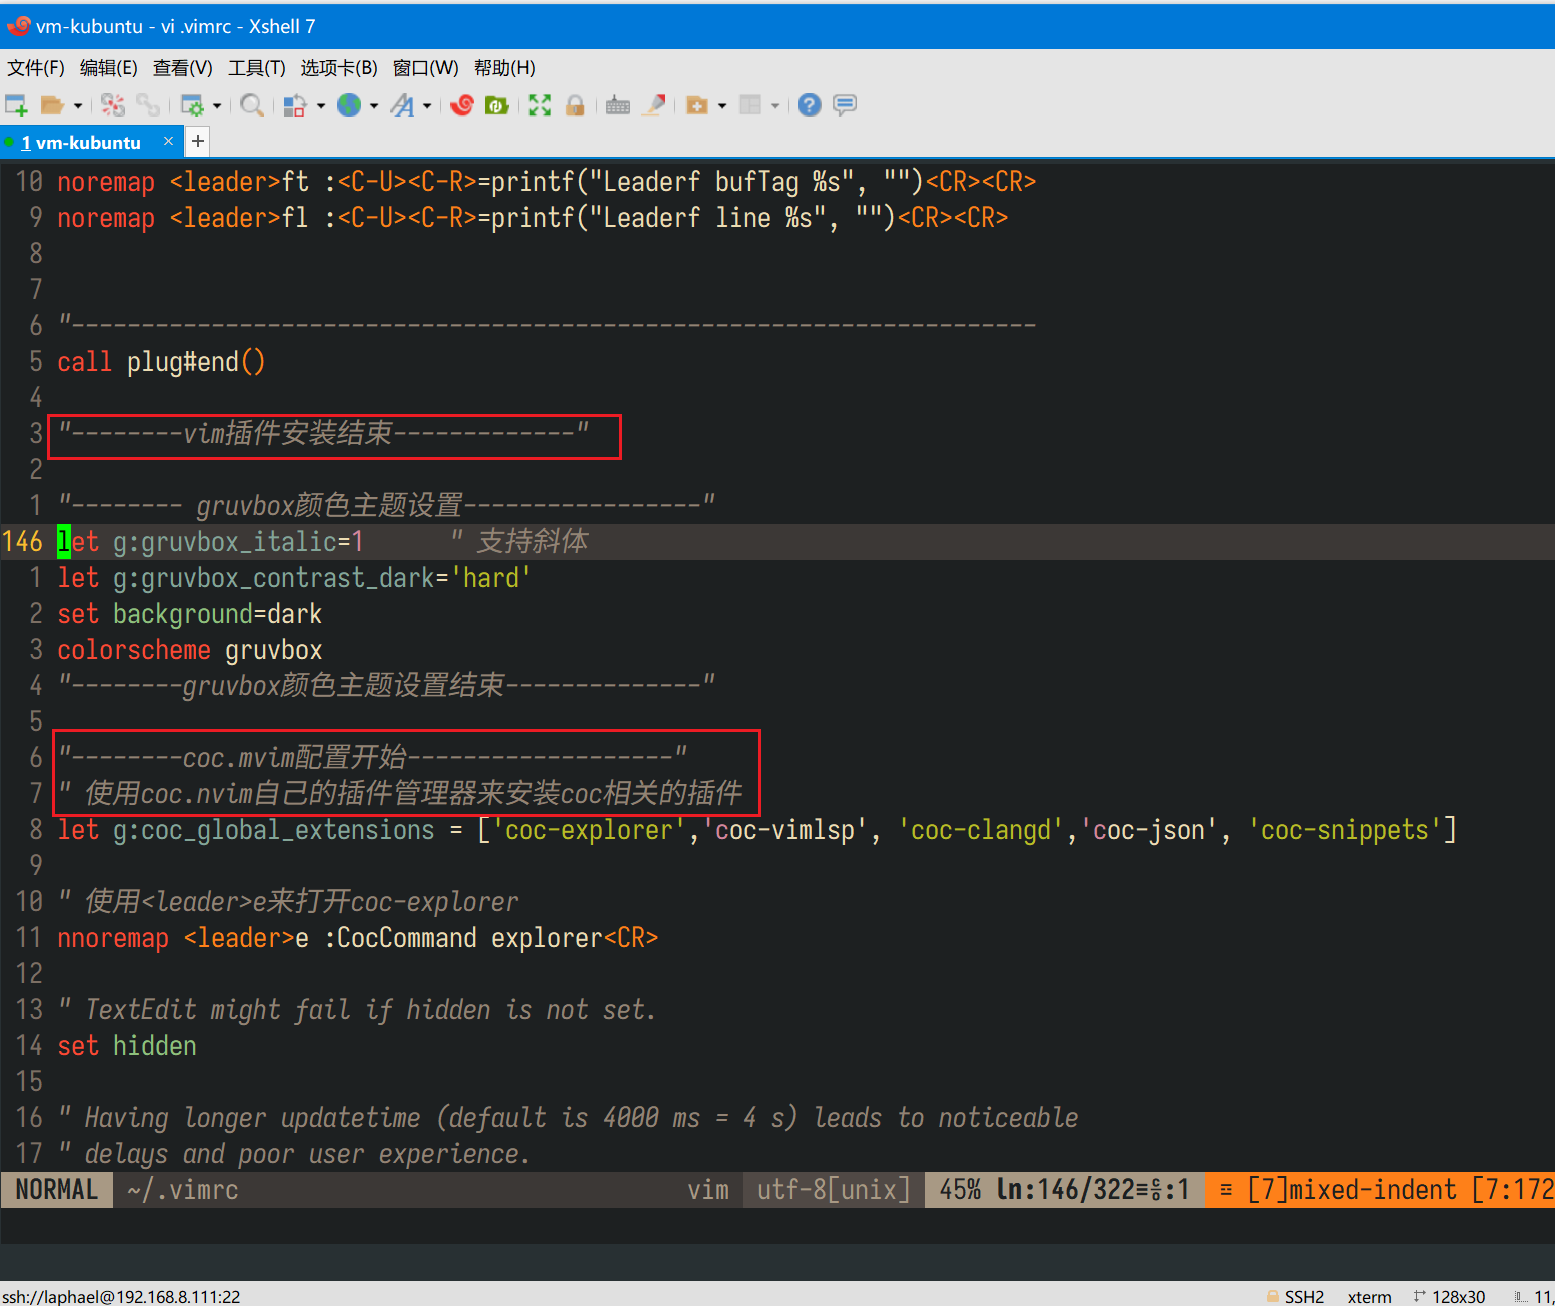 vm-kubuntu - vi .vimrc - Xshell 7
文件(F) 编辑(E) 查看(V) 工具(T) 选项卡(B) 窗口(W) 帮助(H)
1 vm-kubuntu × +
10 noremap <leader>ft :<C-U><C-R>=printf("Leaderf bufTag %s", "")<CR><CR>
9 noremap <leader>fl :<C-U><C-R>=printf("Leaderf line %s", "")<CR><CR>
8
7
6 "---------------------------------------------------------------------
5 call plug#end()
4
3 "--------vim插件安装结束-------------"
2
1 "-------- gruvbox颜色主题设置-----------------"
146 let g:gruvbox_italic=1      " 支持斜体
1 let g:gruvbox_contrast_dark='hard'
2 set background=dark
3 colorscheme gruvbox
4 "--------gruvbox颜色主题设置结束--------------"
5
6 "--------coc.mvim配置开始-------------------"
7 " 使用coc.nvim自己的插件管理器来安装coc相关的插件
8 let g:coc_global_extensions = ['coc-explorer','coc-vimlsp', 'coc-clangd','coc-json', 'coc-snippets']
9
10 " 使用<leader>e来打开coc-explorer
11 nnoremap <leader>e :CocCommand explorer<CR>
12
13 " TextEdit might fail if hidden is not set.
14 set hidden
15
16 " Having longer updatetime (default is 4000 ms = 4 s) leads to noticeable
17 " delays and poor user experience.
NORMAL ~/.vimrc vim utf-8[unix] 45% ln:146/322≡℅:1 ☲ [7]mixed-indent [7:172
ssh://laphael@192.168.8.111:22 SSH2 xterm 128x30 11,